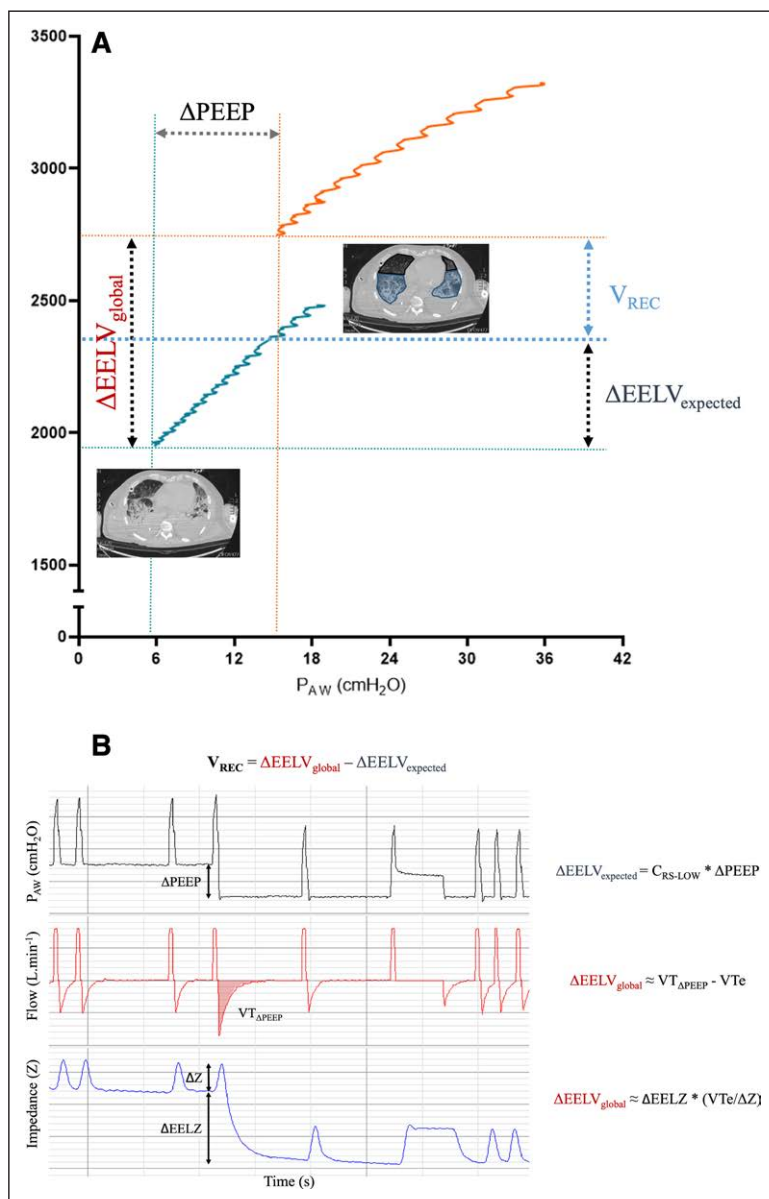 A
3500
3000
2500
2000
1500
0
ΔPEEP
ΔEELVglobal
VREC
ΔEELVexpected
0 6 12 18 24 30 36 42
PAW (cmH2O)
B
VREC = ΔEELVglobal – ΔEELVexpected
PAW (cmH2O)
ΔPEEP
ΔEELVexpected = CRS-LOW * ΔPEEP
Flow (L.min-1)
VTΔPEEP
ΔEELVglobal ≈ VTΔPEEP - VTe
Impedance (Z)
ΔZ
ΔEELZ
ΔEELVglobal ≈ ΔEELZ * (VTe/ΔZ)
Time (s)